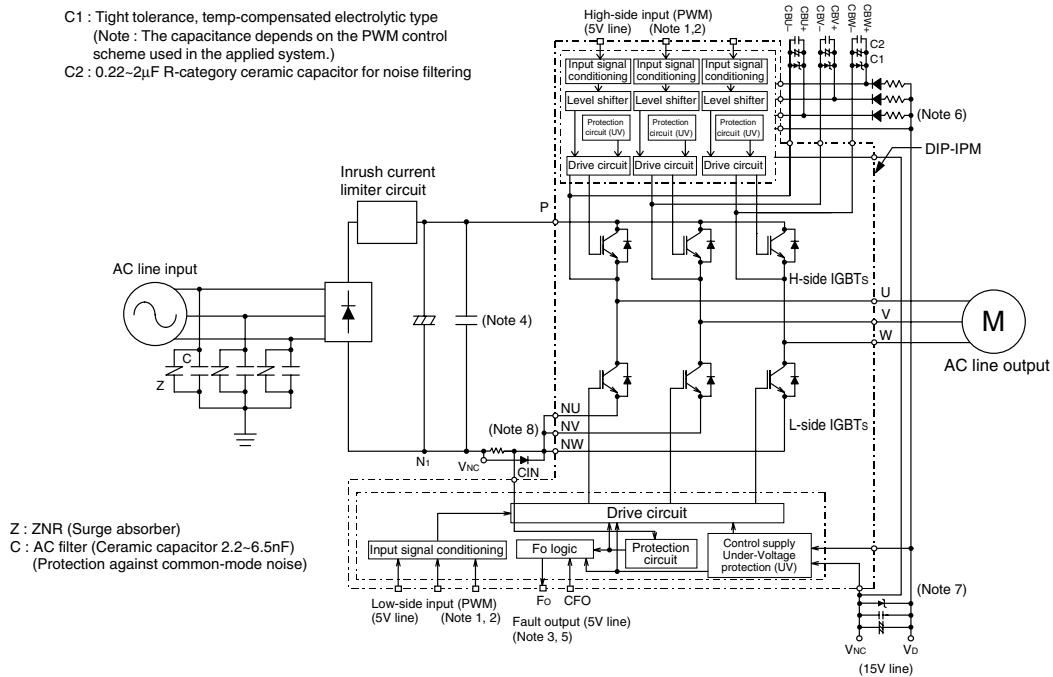 C1 : Tight tolerance, temp-compensated electrolytic type
(Note : The capacitance depends on the PWM control
scheme used in the applied system.)
C2 : 0.22~2μF R-category ceramic capacitor for noise filtering
High-side input (PWM)
(5V line) (Note 1,2)
CBU-
CBU+
CBV-
CBV+
CBW-
CBW+
C2
C1
Input signal conditioning
Input signal conditioning
Input signal conditioning
Level shifter
Level shifter
Level shifter
Protection circuit (UV)
Protection circuit (UV)
Protection circuit (UV)
Drive circuit
Drive circuit
Drive circuit
(Note 6)
DIP-IPM
Inrush current
limiter circuit
P
AC line input
H-side IGBTs
(Note 4)
U
V
W
M
AC line output
C
Z
NU
NV
NW
(Note 8)
L-side IGBTs
N1
VNC
CIN
Drive circuit
Z : ZNR (Surge absorber)
C : AC filter (Ceramic capacitor 2.2~6.5nF)
(Protection against common-mode noise)
Input signal conditioning
Fo logic
Protection
circuit
Control supply
Under-Voltage
protection (UV)
Low-side input (PWM)
(5V line) (Note 1, 2)
FO
CFO
Fault output (5V line)
(Note 3, 5)
(Note 7)
VNC
VD
(15V line)